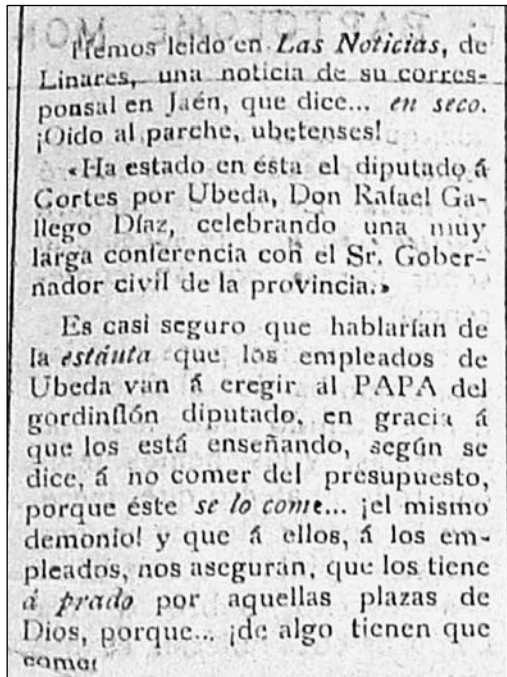 Hemos leido en Las Noticias, de
Linares, una noticia de su corres-
ponsal en Jaén, que dice... en seco.
¡Oido al parche, ubetenses!
«Ha estado en ésta el diputado á
Cortes por Ubeda, Don Rafael Ga-
llego Díaz, celebrando una muy
larga conferencia con el Sr. Gober-
nador civil de la provincia.»
Es casi seguro que hablarían de
la estáuta que los empleados de
Ubeda van á eregir al PAPA del
gordinflón diputado, en gracia á
que los está enseñando, según se
dice, á no comer del presupuesto,
porque éste se lo come... ¡el mismo
demonio! y que á ellos, á los em-
pleados, nos aseguran, que los tiene
á prado por aquellas plazas de
Dios, porque... ¡de algo tienen que
comer